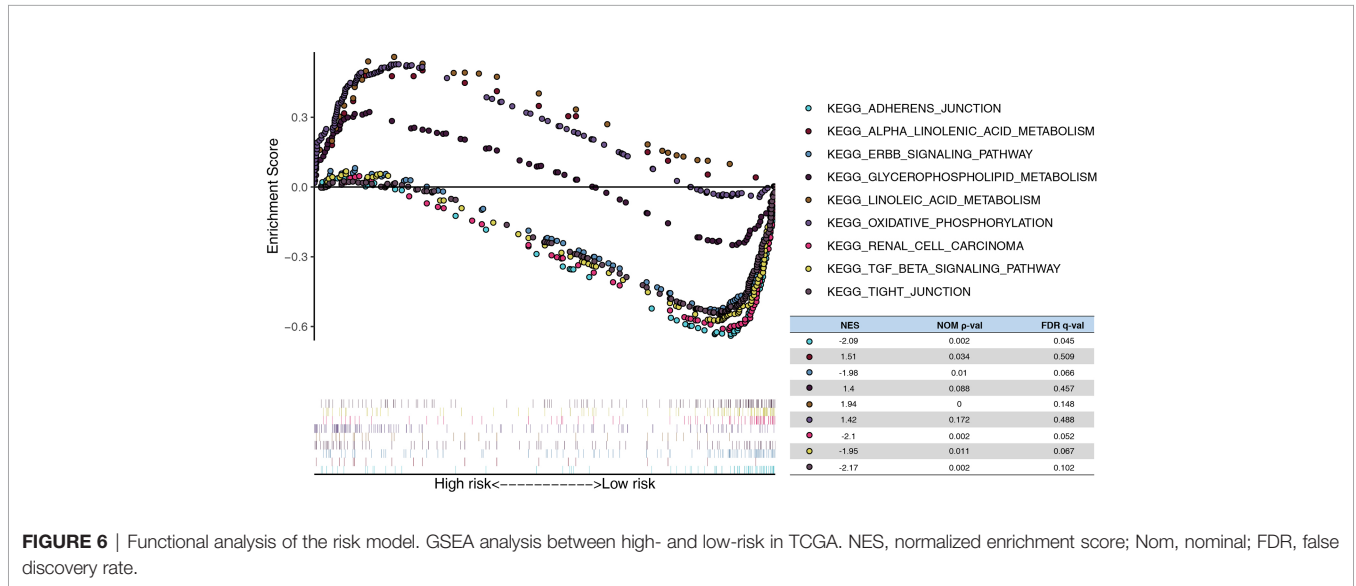 0.3
0.0
−0.3
−0.6
Enrichment Score
High risk<−−−−−−−−−−−>Low risk
KEGG_ADHERENS_JUNCTION
KEGG_ALPHA_LINOLENIC_ACID_METABOLISM
KEGG_ERBB_SIGNALING_PATHWAY
KEGG_GLYCEROPHOSPHOLIPID_METABOLISM
KEGG_LINOLEIC_ACID_METABOLISM
KEGG_OXIDATIVE_PHOSPHORYLATION
KEGG_RENAL_CELL_CARCINOMA
KEGG_TGF_BETA_SIGNALING_PATHWAY
KEGG_TIGHT_JUNCTION
NES NOM ρ-val FDR q-val
-2.09 0.002 0.045
1.51 0.034 0.509
-1.98 0.01 0.066
1.4 0.088 0.457
1.94 0 0.148
1.42 0.172 0.488
-2.1 0.002 0.052
-1.95 0.011 0.067
-2.17 0.002 0.102
FIGURE 6 | Functional analysis of the risk model. GSEA analysis between high- and low-risk in TCGA. NES, normalized enrichment score; Nom, nominal; FDR, false
discovery rate.